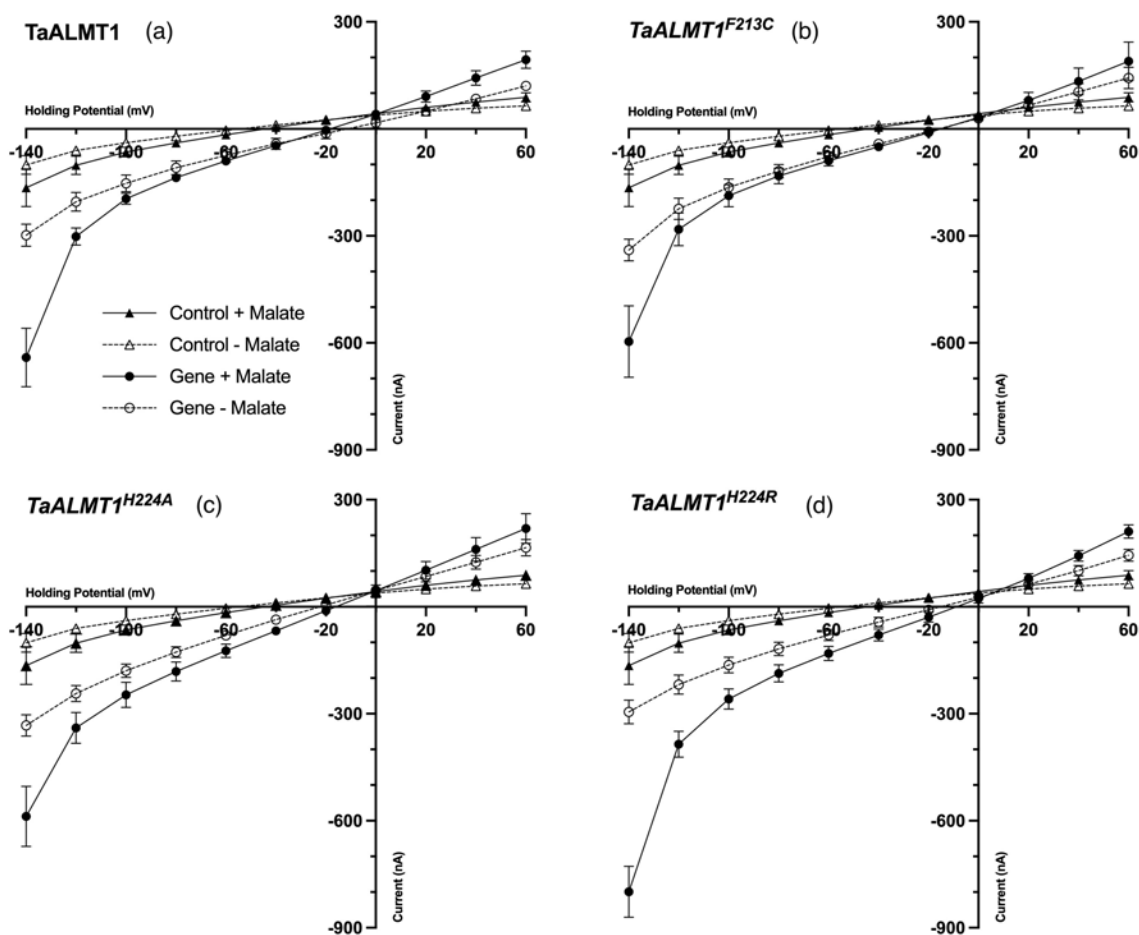 TaALMT1 (a)
300
Holding Potential (mV)
-140 -100 -60 -20 20 60
-300
-600
-900
Current (nA)
Control + Malate
Control - Malate
Gene + Malate
Gene - Malate
TaALMT1F213C (b)
300
Holding Potential (mV)
-140 -100 -60 -20 20 60
-300
-600
-900
Current (nA)
TaALMT1H224A (c)
300
Holding Potential (mV)
-140 -100 -60 -20 20 60
-300
-600
-900
Current (nA)
TaALMT1H224R (d)
300
Holding Potential (mV)
-140 -100 -60 -20 20 60
-300
-600
-900
Current (nA)